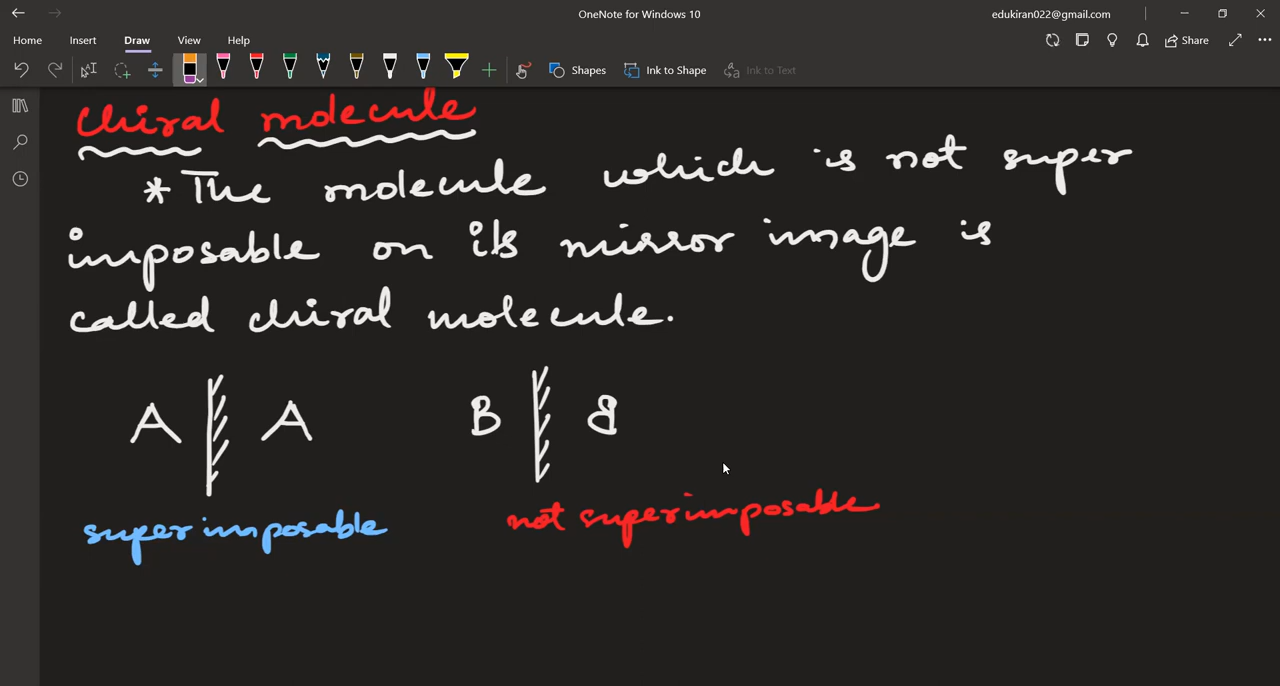 OneNote for Windows 10
edukiran022@gmail.com
Home Insert Draw View Help
Share
Shapes Ink to Shape Ink to Text
chiral molecule
*The molecule which is not super
imposable on its mirror image is
called chiral molecule.
A A B B
superimposable not superimposable